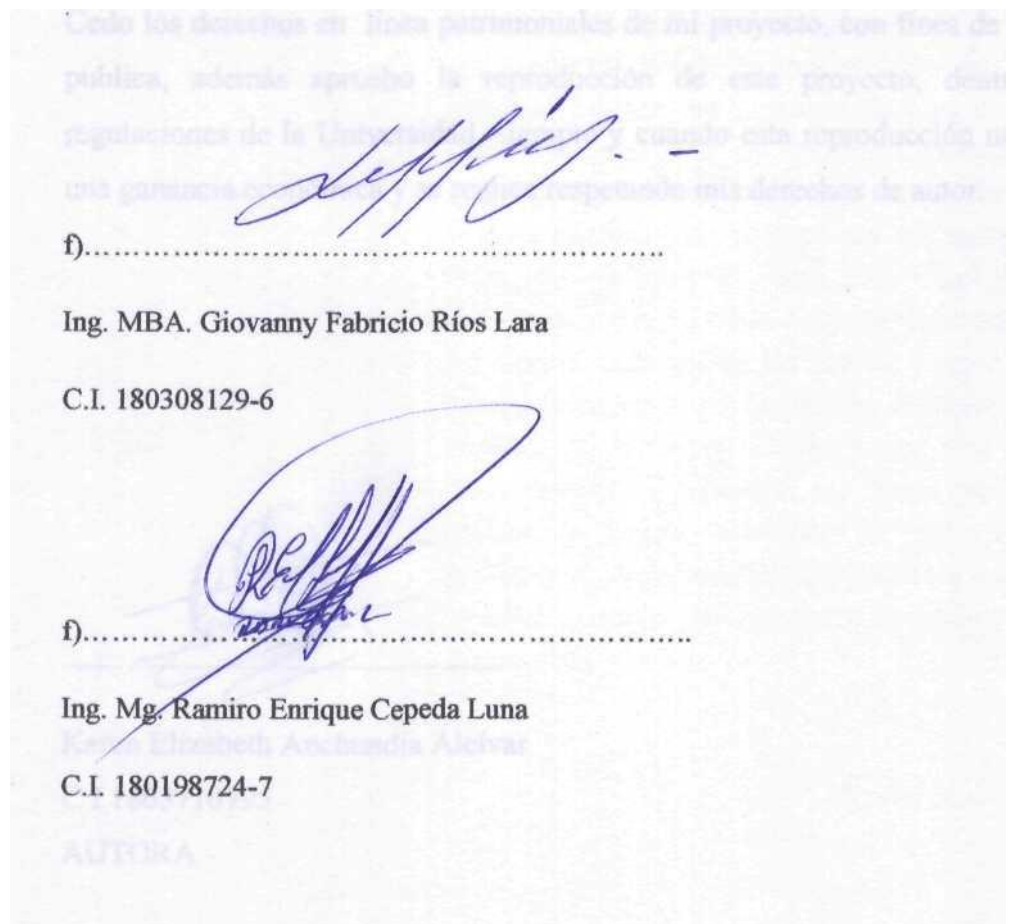 Cedo los derechos en línea patrimoniales de mi proyecto, con fines de
publica, además apruebo la reproducción de este proyecto, dentro
regulaciones de la Universidad, siempre y cuando esta reproducción no
una ganancia económica y se realice respetando mis derechos de autor.
f)
Ing. MBA. Giovanny Fabricio Ríos Lara
C.I. 180308129-6
f)
Ing. Mg. Ramiro Enrique Cepeda Luna
Karen Elizabeth Anchundia Alcivar
C.I. 180198724-7
AUTORA